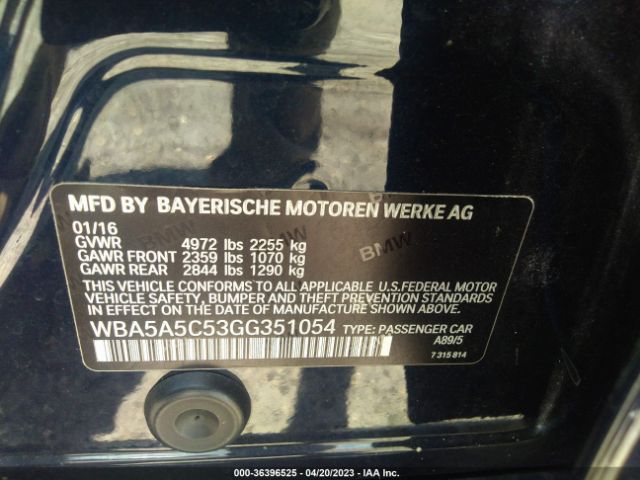 MFD BY BAYERISCHE MOTOREN WERKE AG
01/16
GVWR 4972 lbs 2255 kg
GAWR FRONT 2359 lbs 1070 kg
GAWR REAR 2844 lbs 1290 kg
THIS VEHICLE CONFORMS TO ALL APPLICABLE U.S. FEDERAL MOTOR
VEHICLE SAFETY, BUMPER AND THEFT PREVENTION STANDARDS
IN EFFECT ON THE DATE OF MANUFACTURE SHOWN ABOVE.
WBA5A5C53GG351054 TYPE: PASSENGER CAR
A89/5
7 315 814
BMW
BMW
000-36396525 - 04/20/2023 - IAA Inc.